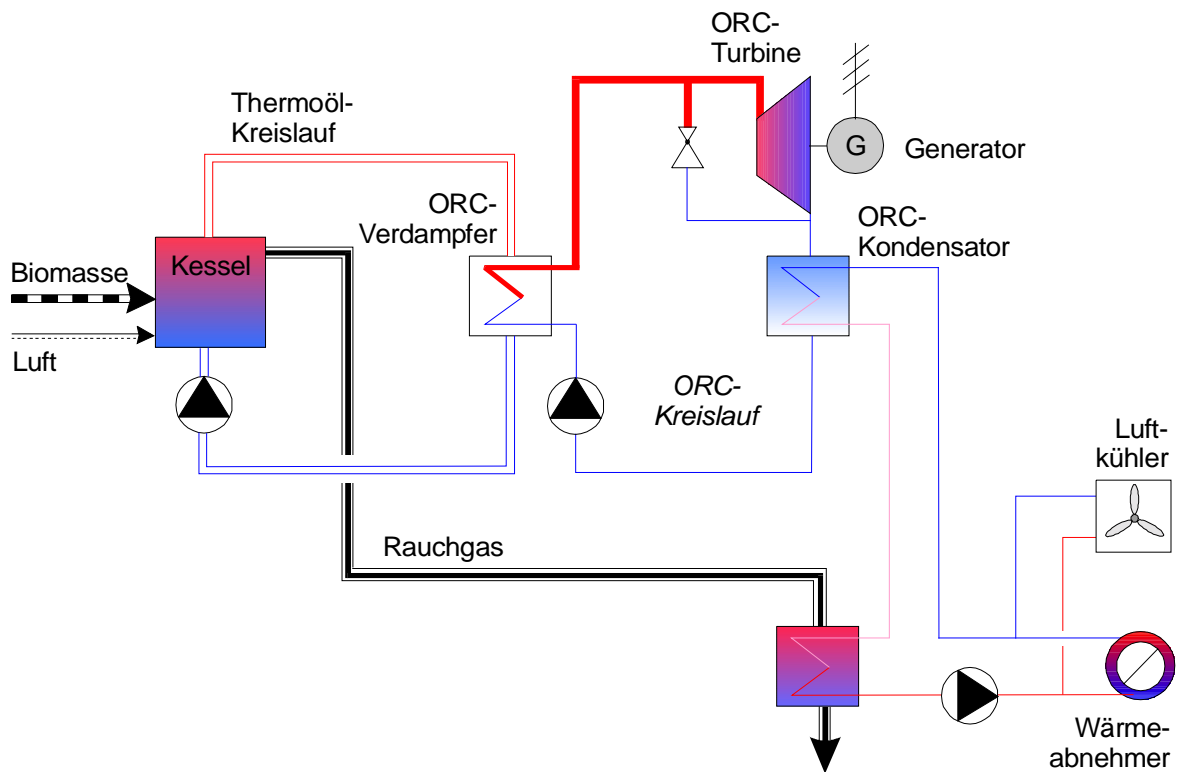 ORC-
Turbine
Thermoöl-
Kreislauf
G
Generator
ORC-
Verdampfer
ORC-
Kondensator
Kessel
Biomasse
Luft
ORC-
Kreislauf
Luft-
kühler
Rauchgas
Wärme-
abnehmer